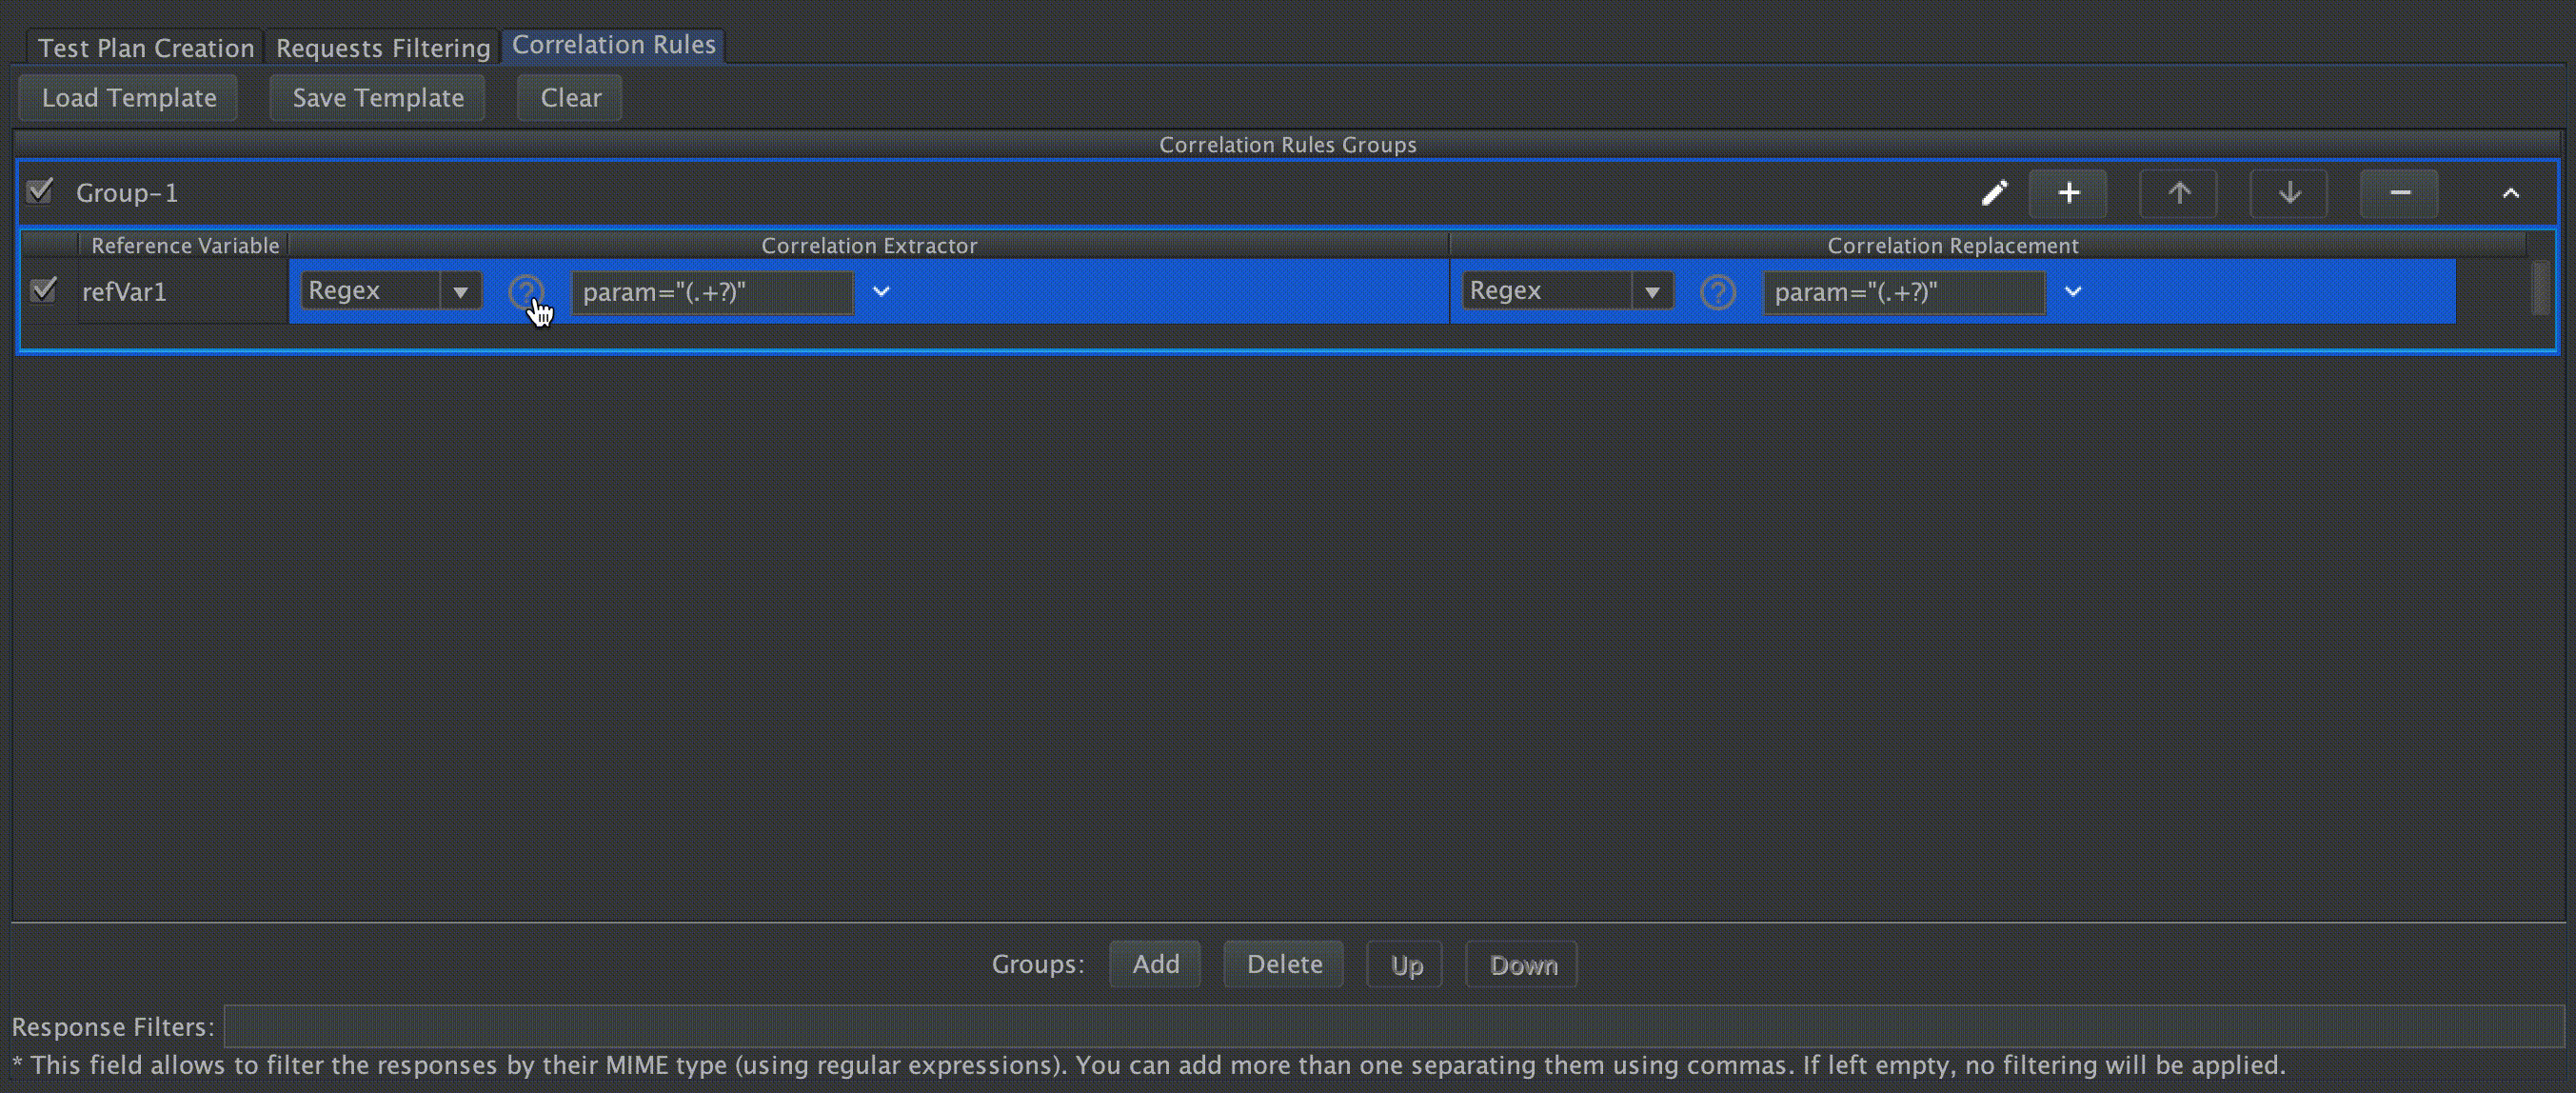 Test Plan Creation Requests Filtering Correlation Rules
Load Template Save Template Clear
Correlation Rules Groups
Group-1 + ↑ ↓ −
Reference Variable Correlation Extractor Correlation Replacement
refVar1 Regex ? param="(.+?)" Regex ? param="(.+?)"
Groups: Add Delete Up Down
Response Filters:
* This field allows to filter the responses by their MIME type (using regular expressions). You can add more than one separating them using commas. If left empty, no filtering will be applied.